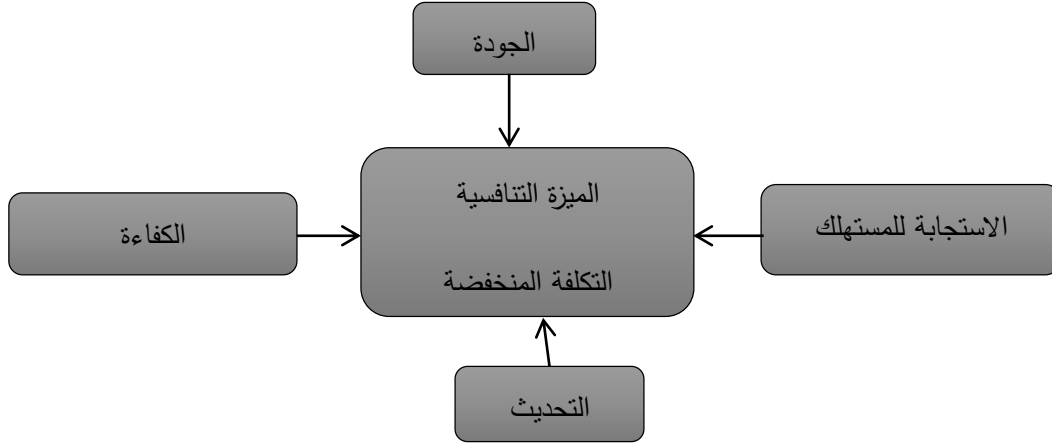 الجودة
الميزة التنافسية
الاستجابة للمستهلك
الكفاءة
التكلفة المنخفضة
التحديث